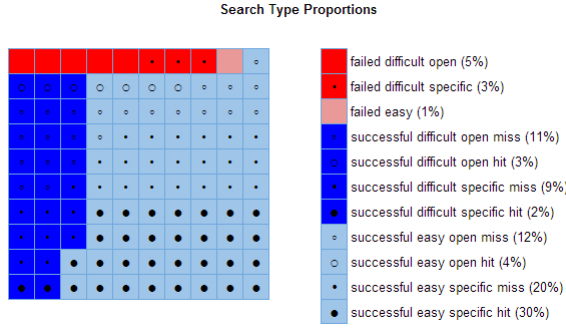 Search Type Proportions
failed difficult open (5%)
failed difficult specific (3%)
failed easy (1%)
successful difficult open miss (11%)
successful difficult open hit (3%)
successful difficult specific miss (9%)
successful difficult specific hit (2%)
successful easy open miss (12%)
successful easy open hit (4%)
successful easy specific miss (20%)
successful easy specific hit (30%)